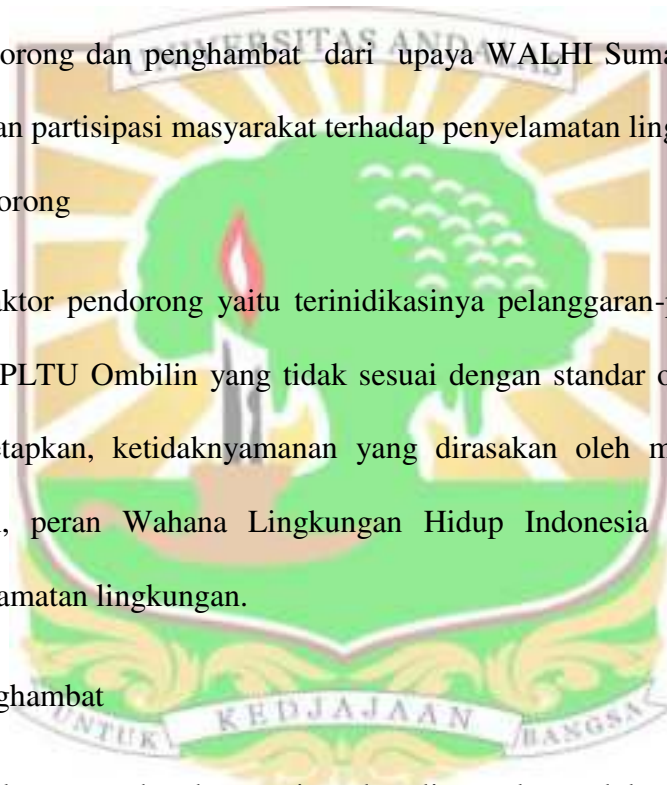 UNIVERSITAS ANDALAS
orong dan penghambat dari upaya WALHI Suma
an partisipasi masyarakat terhadap penyelamatan ling
orong
aktor pendorong yaitu terinidikasinya pelanggaran-p
PLTU Ombilin yang tidak sesuai dengan standar o
etapkan, ketidaknyamanan yang dirasakan oleh m
, peran Wahana Lingkungan Hidup Indonesia
amatan lingkungan.
ghambat
UNTUK KEDJAJAAN BANGSA